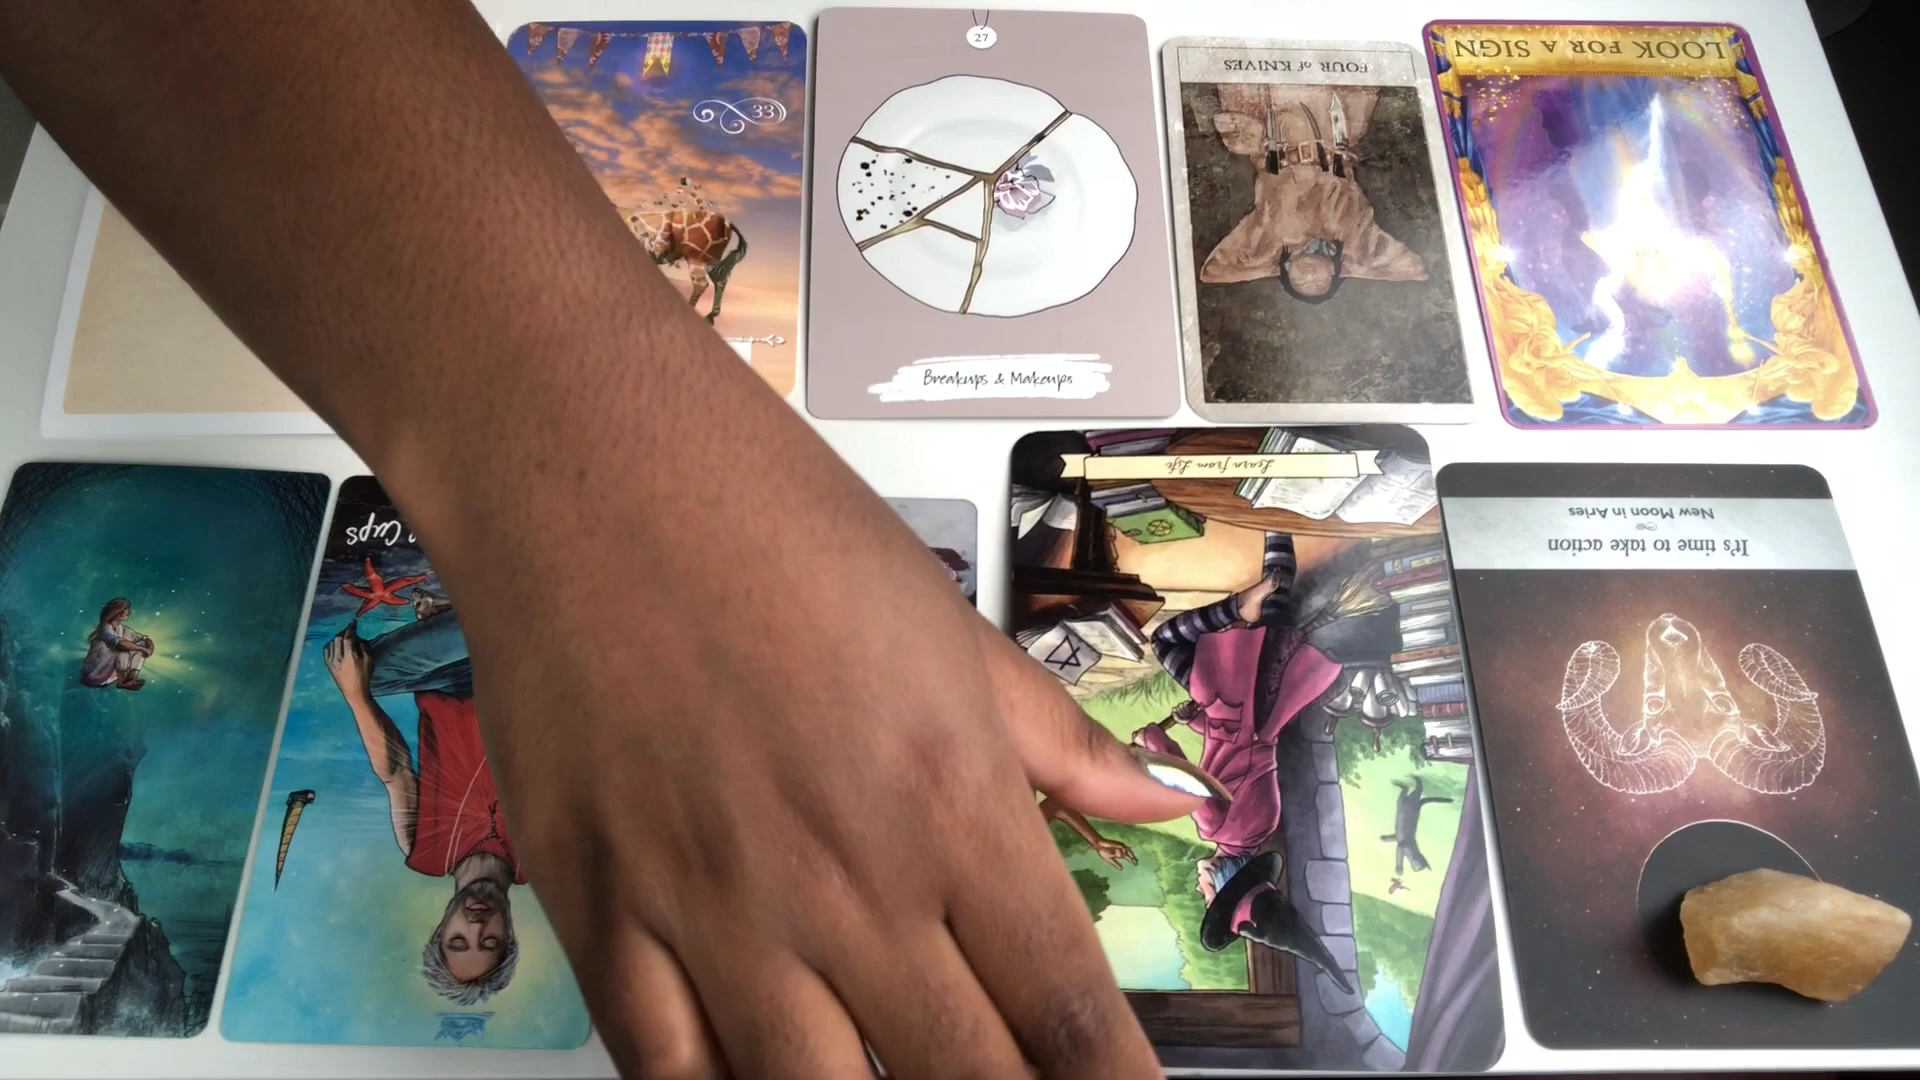 33
27
Breakups & Makeups
FOUR of KNIVES
LOOK FOR A SIGN
Cups
Learn from Life
It's time to take action
New Moon in Aries